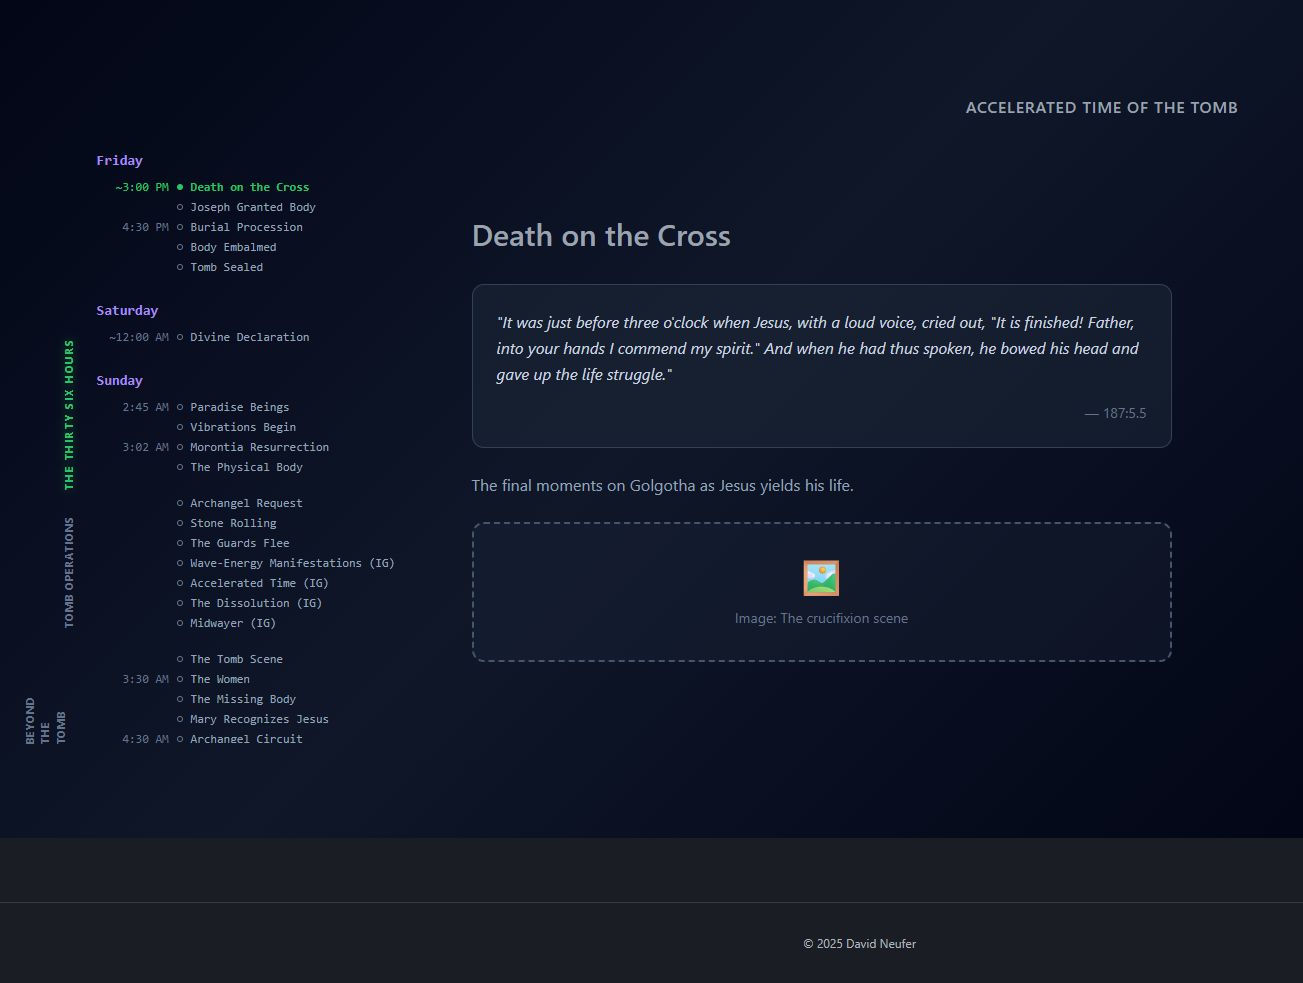 ACCELERATED TIME OF THE TOMB
THE THIRTY SIX HOURS
TOMB OPERATIONS
BEYOND
THE
TOMB
Friday
~3:00 PM Death on the Cross
Joseph Granted Body
4:30 PM Burial Procession
Body Embalmed
Tomb Sealed
Saturday
~12:00 AM Divine Declaration
Sunday
2:45 AM Paradise Beings
Vibrations Begin
3:02 AM Morontia Resurrection
The Physical Body
Archangel Request
Stone Rolling
The Guards Flee
Wave-Energy Manifestations (IG)
Accelerated Time (IG)
The Dissolution (IG)
Midwayer (IG)
The Tomb Scene
3:30 AM The Women
The Missing Body
Mary Recognizes Jesus
4:30 AM Archangel Circuit
Death on the Cross
"It was just before three o'clock when Jesus, with a loud voice, cried out, "It is finished! Father,
into your hands I commend my spirit." And when he had thus spoken, he bowed his head and
gave up the life struggle."
— 187:5.5
The final moments on Golgotha as Jesus yields his life.
Image: The crucifixion scene
© 2025 David Neufer